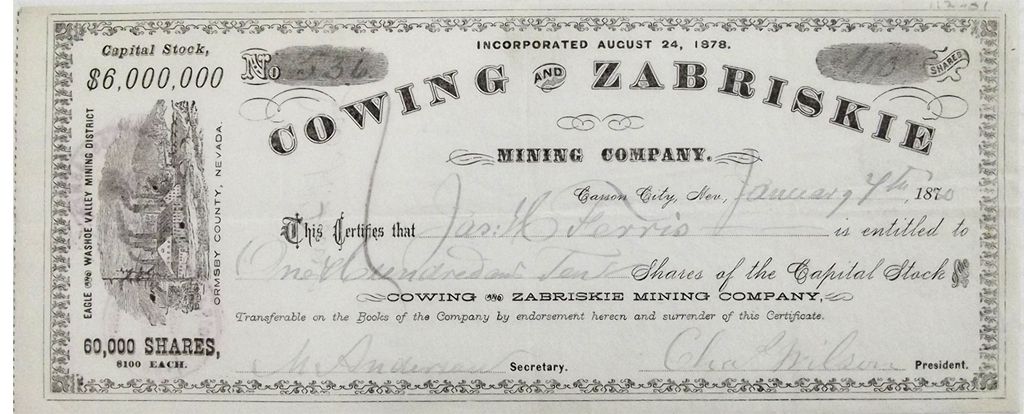 Capital Stock,
$6,000,000
EAGLE AND WASHOE VALLEY MINING DISTRICT
ORMSBY COUNTY, NEVADA.
60,000 SHARES,
$100 EACH.
INCORPORATED AUGUST 24, 1878.
No 336
SHARES
COWING AND ZABRISKIE
MINING COMPANY.
Carson City, Nev, January 7th, 1880
This Certifies that Jas. H Ferris is entitled to
One Hundred and Ten Shares of the Capital Stock
COWING AND ZABRISKIE MINING COMPANY,
Transferable on the Books of the Company by endorsement hereon and surrender of this Certificate.
M Anderson Secretary. Chas L Wilson President.